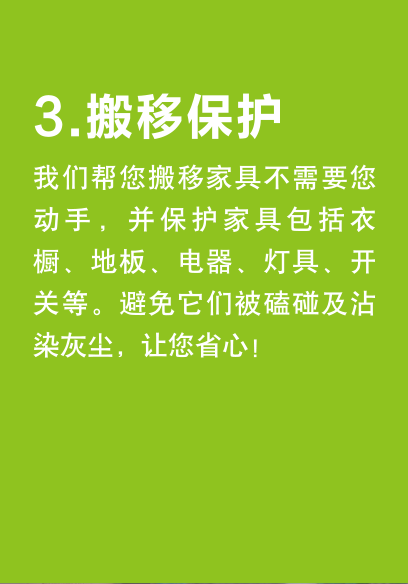 3.搬移保护
我们帮您搬移家具不需要您
动手，并保护家具包括衣
橱、地板、电器、灯具、开
关等。避免它们被磕碰及沾
染灰尘，让您省心！